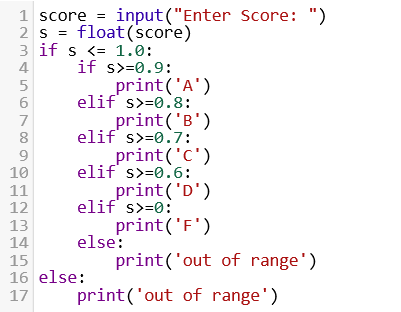 1 score = input("Enter Score: ")
2 s = float(score)
3 if s <= 1.0:
4     if s>=0.9:
5         print('A')
6     elif s>=0.8:
7         print('B')
8     elif s>=0.7:
9         print('C')
10     elif s>=0.6:
11         print('D')
12     elif s>=0:
13         print('F')
14     else:
15         print('out of range')
16 else:
17     print('out of range')